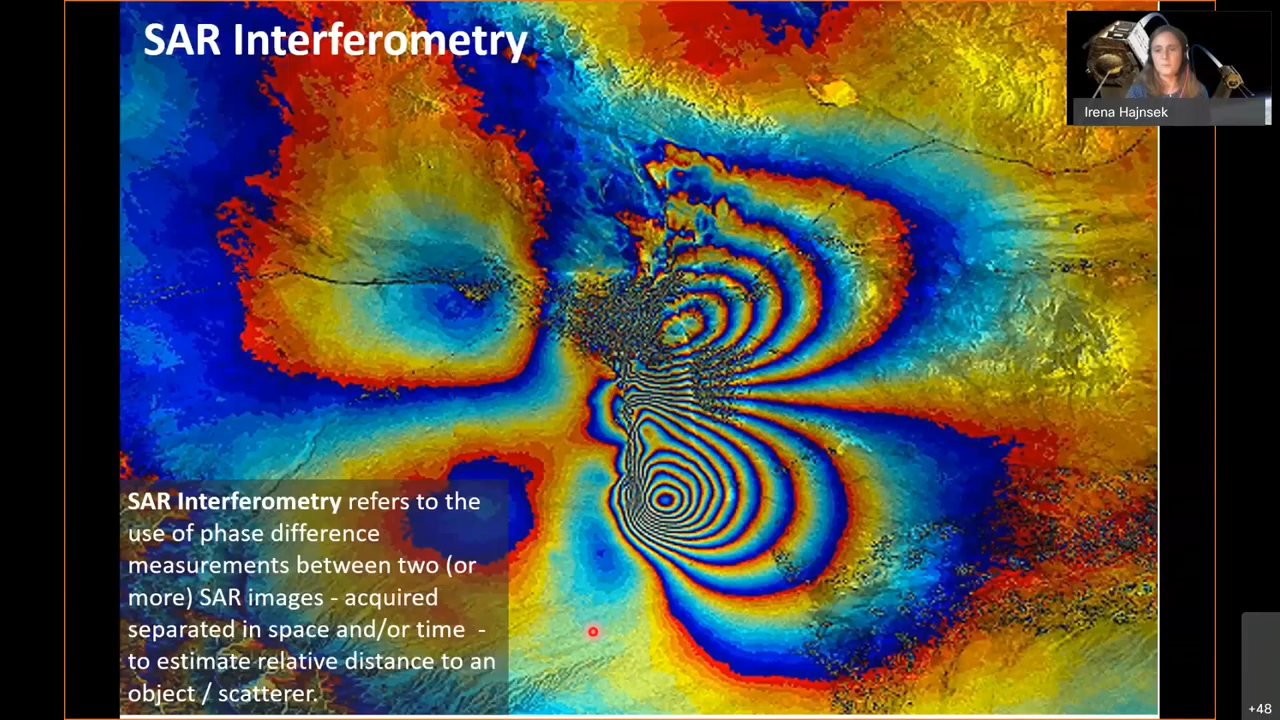 SAR Interferometry
Irena Hajnsek
SAR Interferometry refers to the
use of phase difference
measurements between two (or
more) SAR images - acquired
separated in space and/or time -
to estimate relative distance to an
object / scatterer.
+48